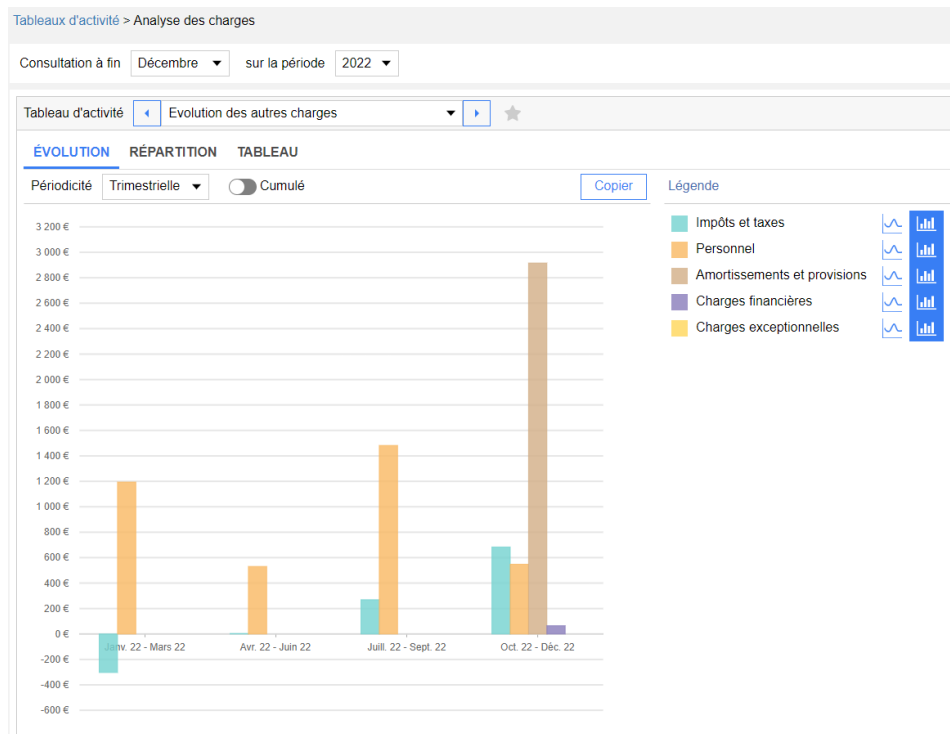 Tableaux d'activité > Analyse des charges
Consultation à fin Décembre sur la période 2022
Tableau d'activité Evolution des autres charges
ÉVOLUTION RÉPARTITION TABLEAU
Périodicité Trimestrielle Cumulé Copier Légende
Impôts et taxes
Personnel
Amortissements et provisions
Charges financières
Charges exceptionnelles
3 200 €
3 000 €
2 800 €
2 600 €
2 400 €
2 200 €
2 000 €
1 800 €
1 600 €
1 400 €
1 200 €
1 000 €
800 €
600 €
400 €
200 €
0 €
Janv. 22 - Mars 22 Avr. 22 - Juin 22 Juill. 22 - Sept. 22 Oct. 22 - Déc. 22
-200 €
-400 €
-600 €